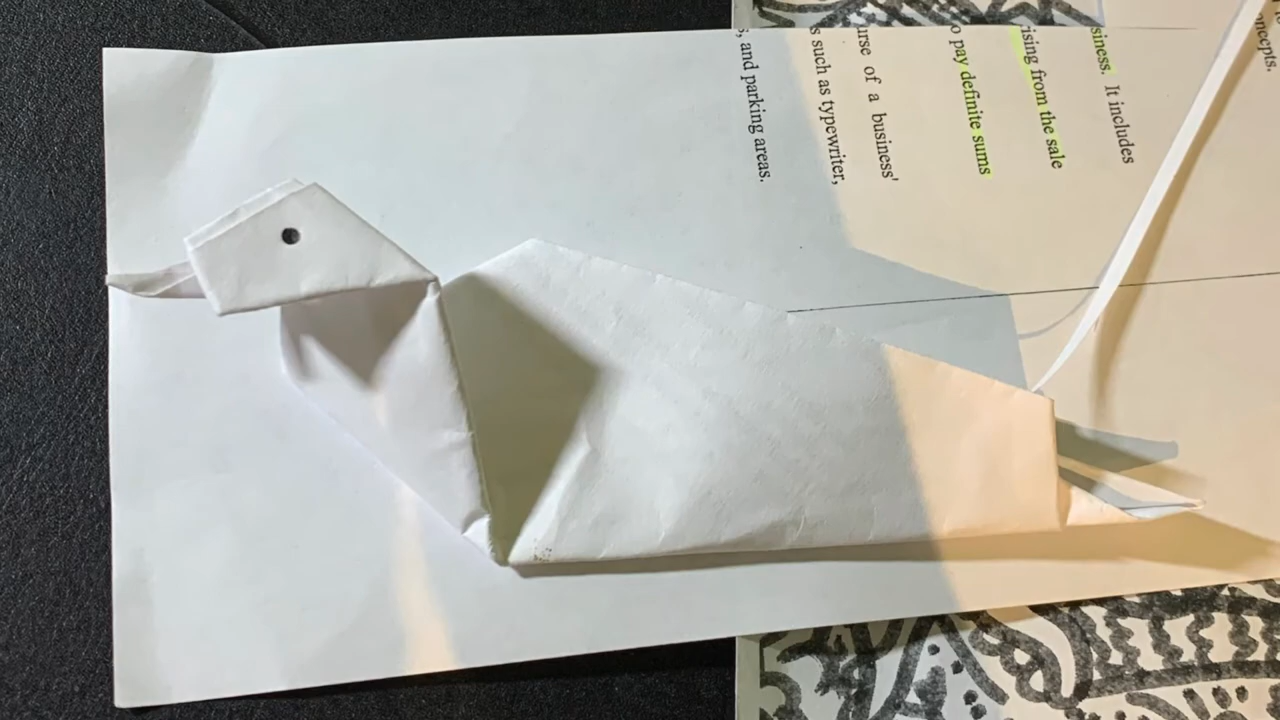 oncepts.
siness. It includes
ising from the sale
o pay definite sums
urse of a business'
s such as typewriter,
s, and parking areas.